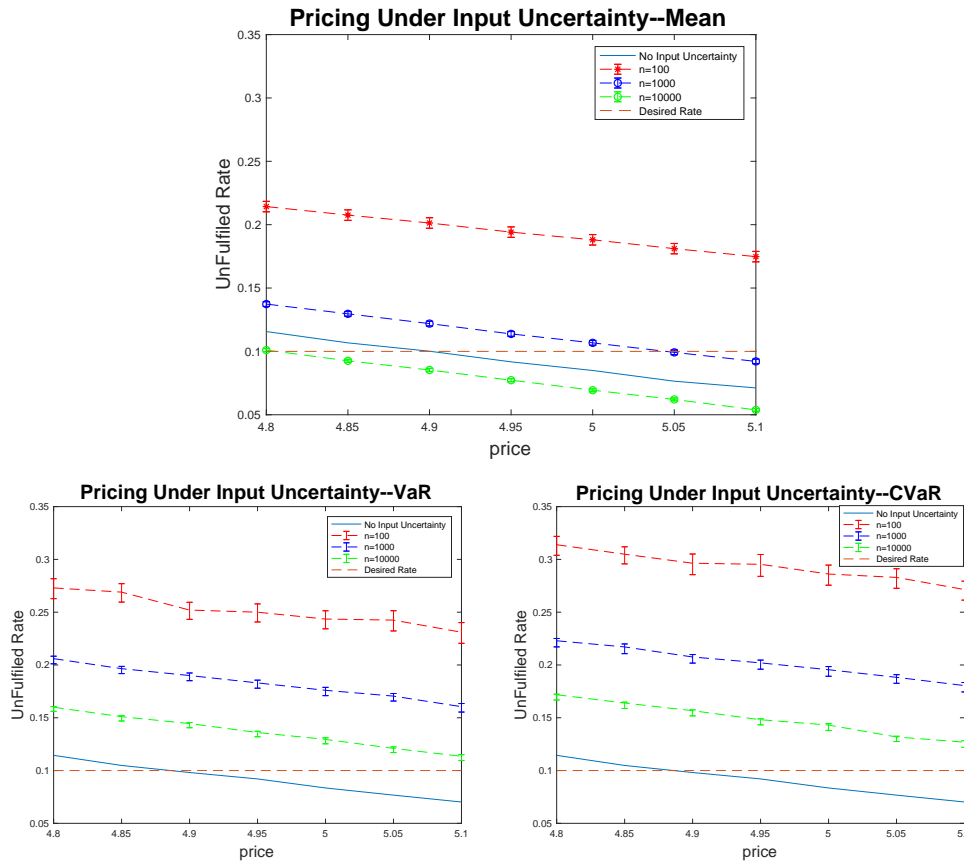 Pricing Under Input Uncertainty--Mean
0.35
0.3
0.25
0.2
0.15
0.1
0.05
UnFulfiled Rate
No Input Uncertainty
n=100
n=1000
n=10000
Desired Rate
4.8 4.85 4.9 4.95 5 5.05 5.1
price
Pricing Under Input Uncertainty--VaR
0.35
0.3
0.25
0.2
0.15
0.1
0.05
UnFulfiled Rate
No Input Uncertainty
n=100
n=1000
n=10000
Desired Rate
4.8 4.85 4.9 4.95 5 5.05 5.1
price
Pricing Under Input Uncertainty--CVaR
0.35
0.3
0.25
0.2
0.15
0.1
0.05
UnFulfiled Rate
No Input Uncertainty
n=100
n=1000
n=10000
Desired Rate
4.8 4.85 4.9 4.95 5 5.05 5.1
price